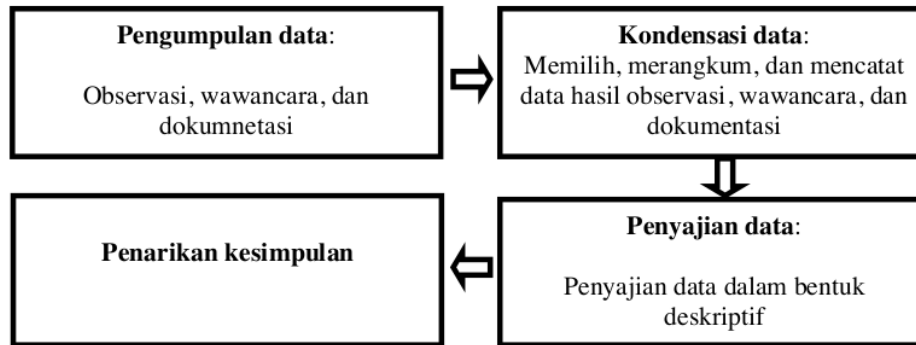 Pengumpulan data:
Observasi, wawancara, dan
dokumnetasi
Kondensasi data:
Memilih, merangkum, dan mencatat
data hasil observasi, wawancara, dan
dokumentasi
Penyajian data:
Penyajian data dalam bentuk
deskriptif
Penarikan kesimpulan